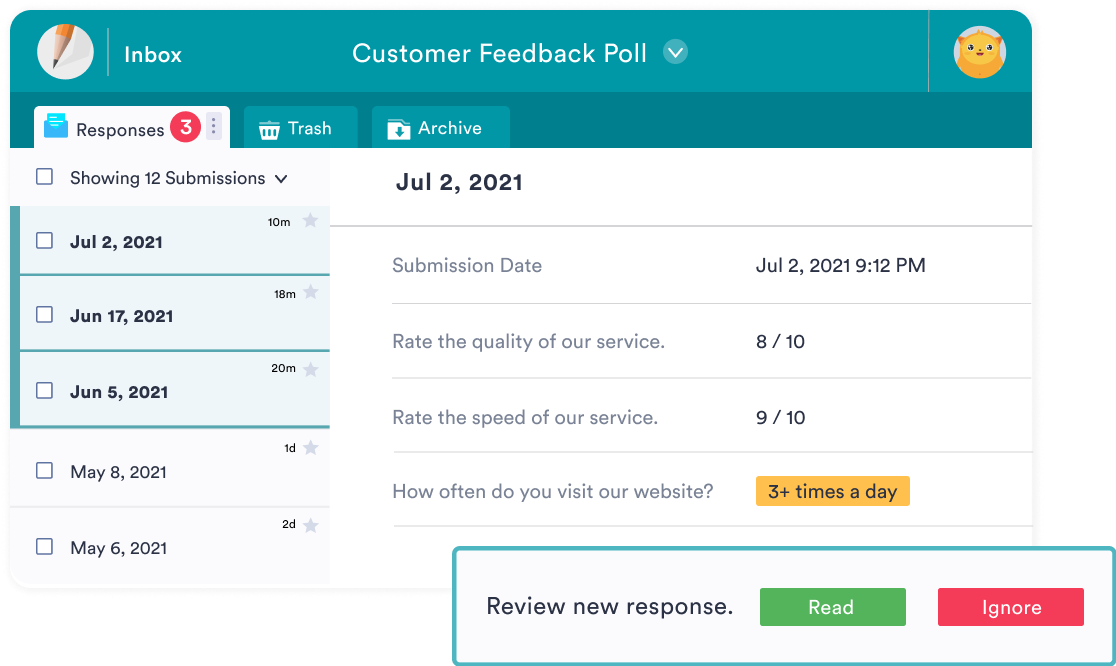 Inbox
Customer Feedback Poll
Responses 3
Trash
Archive
Showing 12 Submissions
10m
Jul 2, 2021
18m
Jun 17, 2021
20m
Jun 5, 2021
1d
May 8, 2021
2d
May 6, 2021
Jul 2, 2021
Submission Date Jul 2, 2021 9:12 PM
Rate the quality of our service. 8 / 10
Rate the speed of our service. 9 / 10
How often do you visit our website? 3+ times a day
Review new response. Read Ignore